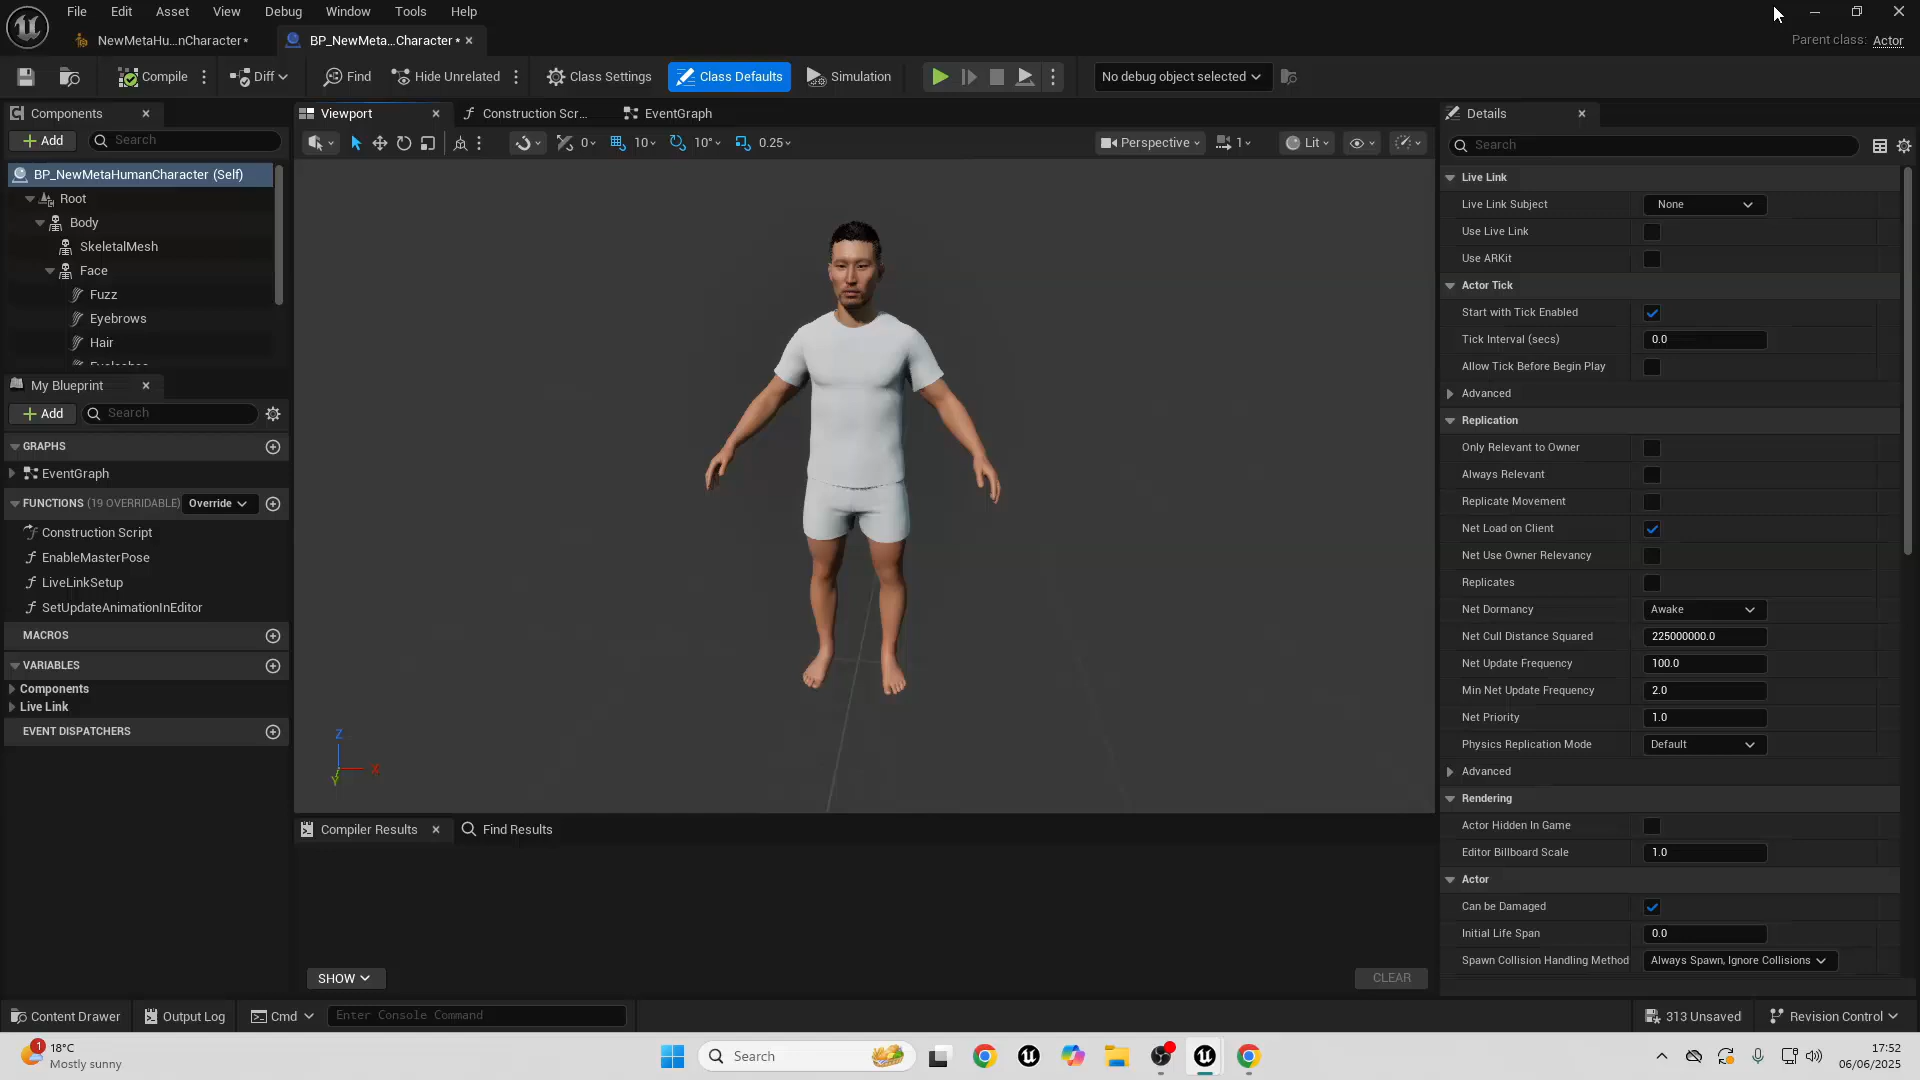 File Edit Asset View Debug Window Tools Help
NewMetaHu...nCharacter*
BP_NewMeta...Character*
Parent class: Actor
Compile Diff Find Hide Unrelated Class Settings Class Defaults Simulation No debug object selected
Components
Add Search
BP_NewMetaHumanCharacter (Self)
Root
Body
SkeletalMesh
Face
Fuzz
Eyebrows
Hair
My Blueprint
Add Search
GRAPHS
EventGraph
FUNCTIONS (19 OVERRIDABLE) Override
Construction Script
EnableMasterPose
LiveLinkSetup
SetUpdateAnimationInEditor
MACROS
VARIABLES
Components
Live Link
EVENT DISPATCHERS
Viewport Construction Scr... EventGraph
0 10 10° 0.25 Perspective 1 Lit
Z
X
Y
Compiler Results Find Results
SHOW CLEAR
Details
Search
Live Link
Live Link Subject None
Use Live Link
Use ARKit
Actor Tick
Start with Tick Enabled
Tick Interval (secs) 0.0
Allow Tick Before Begin Play
Advanced
Replication
Only Relevant to Owner
Always Relevant
Replicate Movement
Net Load on Client
Net Use Owner Relevancy
Replicates
Net Dormancy Awake
Net Cull Distance Squared 225000000.0
Net Update Frequency 100.0
Min Net Update Frequency 2.0
Net Priority 1.0
Physics Replication Mode Default
Advanced
Rendering
Actor Hidden In Game
Editor Billboard Scale 1.0
Actor
Can be Damaged
Initial Life Span 0.0
Spawn Collision Handling Method Always Spawn, Ignore Collisions
Content Drawer Output Log Cmd Enter Console Command 313 Unsaved Revision Control
1
18°C
Mostly sunny
Search
17:52
06/06/2025